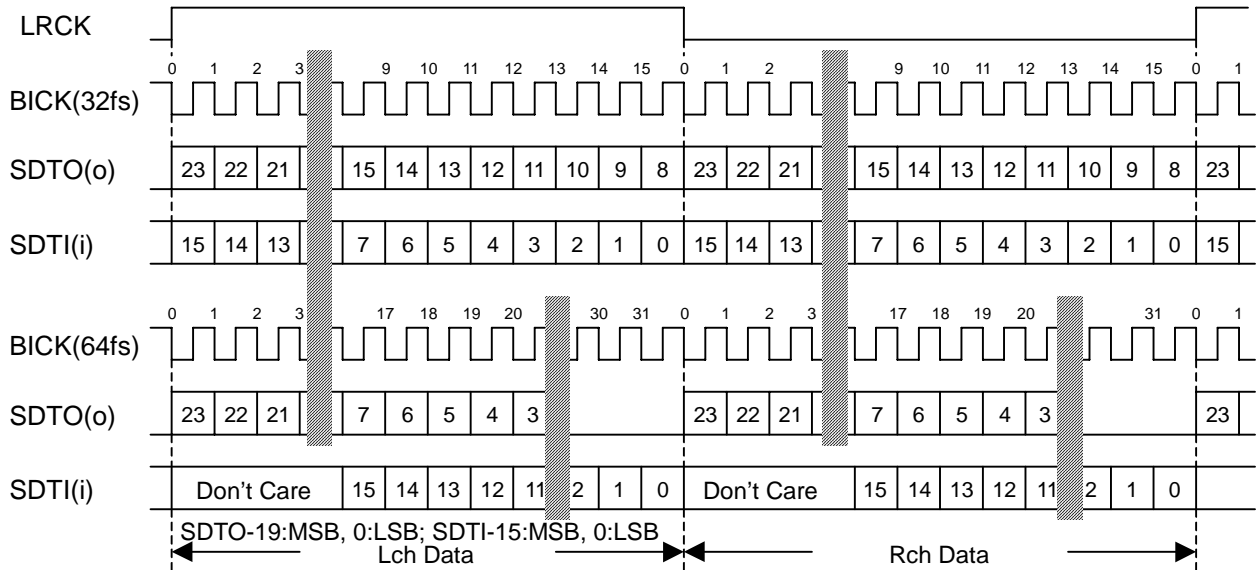 LRCK
0 1 2 3 9 10 11 12 13 14 15 0 1 2 9 10 11 12 13 14 15 0 1
BICK(32fs)
SDTO(o) 23 22 21 15 14 13 12 11 10 9 8 23 22 21 15 14 13 12 11 10 9 8 23
SDTI(i) 15 14 13 7 6 5 4 3 2 1 0 15 14 13 7 6 5 4 3 2 1 0 15
0 1 2 3 17 18 19 20 30 31 0 1 2 3 17 18 19 20 31 0 1
BICK(64fs)
SDTO(o) 23 22 21 7 6 5 4 3 23 22 21 7 6 5 4 3 23
SDTI(i) Don't Care 15 14 13 12 11 2 1 0 Don't Care 15 14 13 12 11 2 1 0
SDTO-19:MSB, 0:LSB; SDTI-15:MSB, 0:LSB
Lch Data Rch Data